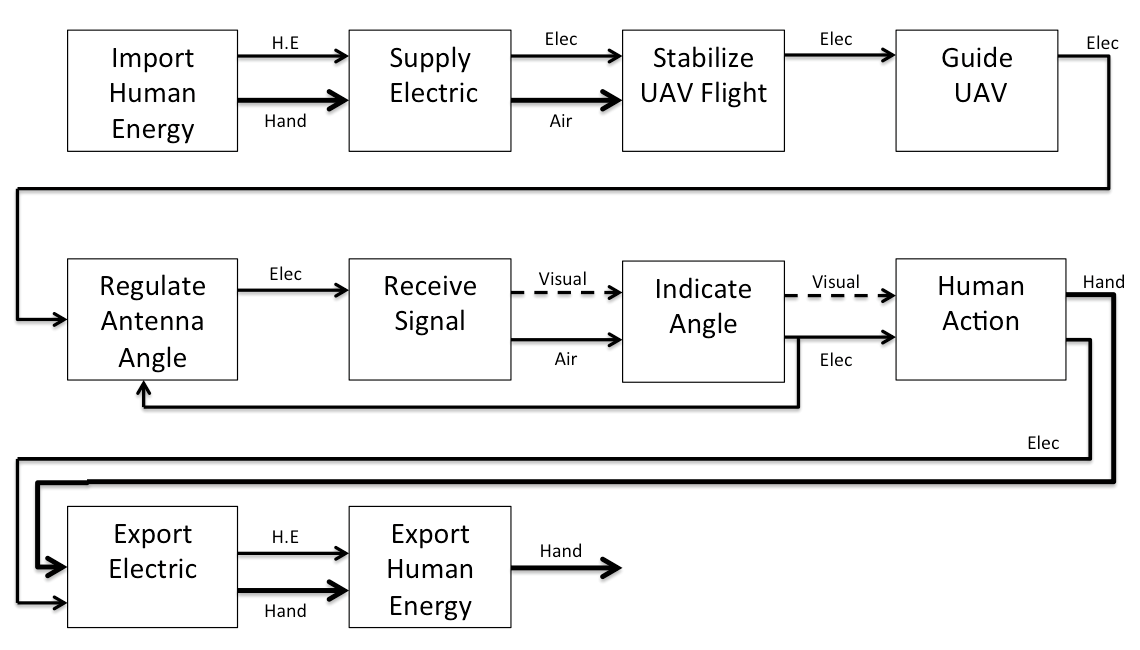 Import
Human
Energy
H.E
Hand
Supply
Electric
Elec
Air
Stabilize
UAV Flight
Elec
Guide
UAV
Elec
Regulate
Antenna
Angle
Elec
Receive
Signal
Visual
Air
Indicate
Angle
Visual
Elec
Human
Action
Hand
Elec
Export
Electric
H.E
Hand
Export
Human
Energy
Hand